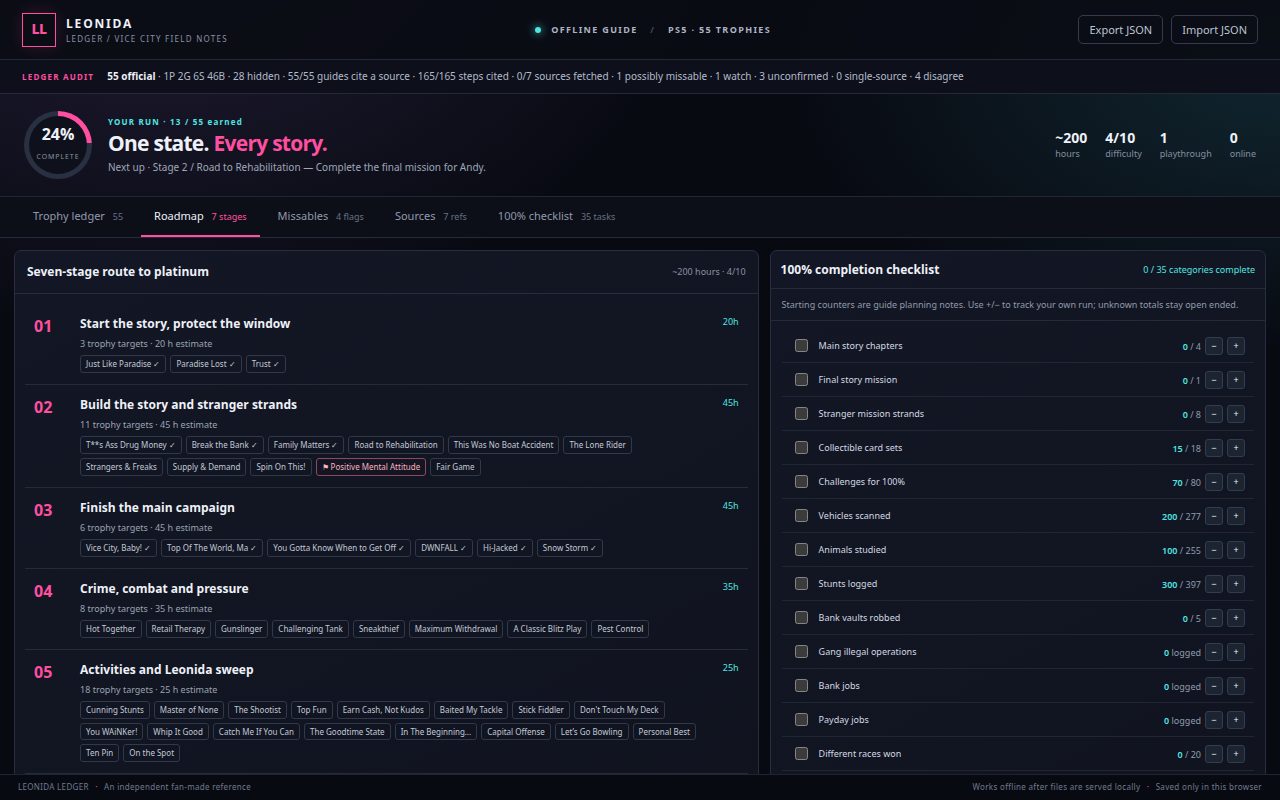 LL
LEONIDA
LEDGER / VICE CITY FIELD NOTES
OFFLINE GUIDE / PS5 · 55 TROPHIES
Export JSON
Import JSON
LEDGER AUDIT 55 official · 1P 2G 6S 46B · 28 hidden · 55/55 guides cite a source · 165/165 steps cited · 0/7 sources fetched · 1 possibly missable · 1 watch · 3 unconfirmed · 0 single-source · 4 disagree
24%
COMPLETE
YOUR RUN · 13 / 55 earned
One state. Every story.
Next up · Stage 2 / Road to Rehabilitation — Complete the final mission for Andy.
~200 4/10 1 0
hours difficulty playthrough online
Trophy ledger 55 Roadmap 7 stages Missables 4 flags Sources 7 refs 100% checklist 35 tasks
Seven-stage route to platinum ~200 hours · 4/10
01 Start the story, protect the window 20h
3 trophy targets · 20 h estimate
Just Like Paradise ✓ Paradise Lost ✓ Trust ✓
02 Build the story and stranger strands 45h
11 trophy targets · 45 h estimate
T**s Ass Drug Money ✓ Break the Bank ✓ Family Matters ✓ Road to Rehabilitation This Was No Boat Accident The Lone Rider
Strangers & Freaks Supply & Demand Spin On This! ⚑ Positive Mental Attitude Fair Game
03 Finish the main campaign 45h
6 trophy targets · 45 h estimate
Vice City, Baby! ✓ Top Of The World, Ma ✓ You Gotta Know When to Get Off ✓ DWNFALL ✓ Hi-Jacked ✓ Snow Storm ✓
04 Crime, combat and pressure 35h
8 trophy targets · 35 h estimate
Hot Together Retail Therapy Gunslinger Challenging Tank Sneakthief Maximum Withdrawal A Classic Blitz Play Pest Control
05 Activities and Leonida sweep 25h
18 trophy targets · 25 h estimate
Cunning Stunts Master of None The Shootist Top Fun Earn Cash, Not Kudos Baited My Tackle Stick Fiddler Don't Touch My Deck
You WAiNKer! Whip It Good Catch Me If You Can The Goodtime State In The Beginning... Capital Offense Let's Go Bowling Personal Best
Ten Pin On the Spot
100% completion checklist 0 / 35 categories complete
Starting counters are guide planning notes. Use +/− to track your own run; unknown totals stay open ended.
Main story chapters 0 / 4 − +
Final story mission 0 / 1 − +
Stranger mission strands 0 / 8 − +
Collectible card sets 15 / 18 − +
Challenges for 100% 70 / 80 − +
Vehicles scanned 200 / 277 − +
Animals studied 100 / 255 − +
Stunts logged 300 / 397 − +
Bank vaults robbed 0 / 5 − +
Gang illegal operations 0 logged − +
Bank jobs 0 logged − +
Payday jobs 0 logged − +
Different races won 0 / 20 − +
LEONIDA LEDGER · An independent fan-made reference
Works offline after files are served locally · Saved only in this browser